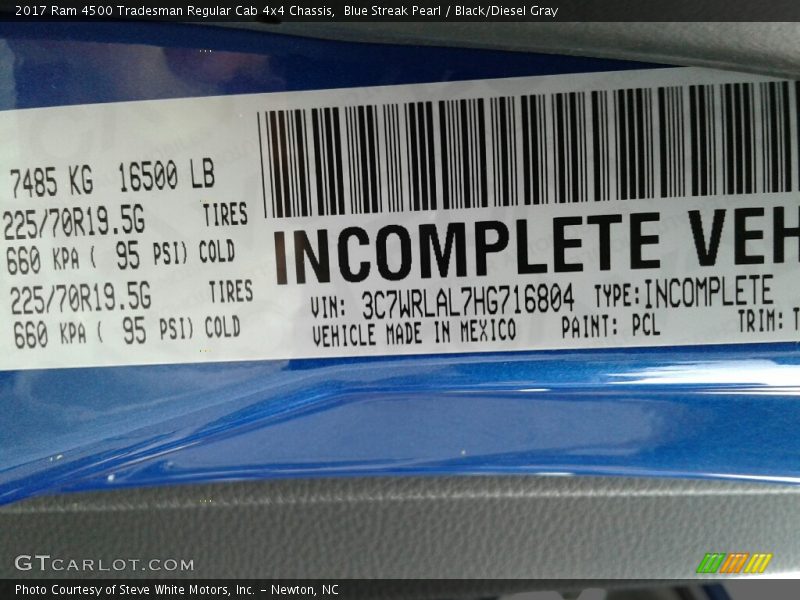 2017 Ram 4500 Tradesman Regular Cab 4x4 Chassis,  Blue Streak Pearl / Black/Diesel Gray
7485 KG  16500 LB
225/70R19.5G  TIRES
660 KPA ( 95 PSI) COLD
225/70R19.5G  TIRES
660 KPA ( 95 PSI) COLD
INCOMPLETE VEH
VIN: 3C7WRLAL7HG716804  TYPE:INCOMPLETE
VEHICLE MADE IN MEXICO  PAINT: PCL  TRIM: T
GTCARLOT.COM
Photo Courtesy of Steve White Motors, Inc. – Newton, NC